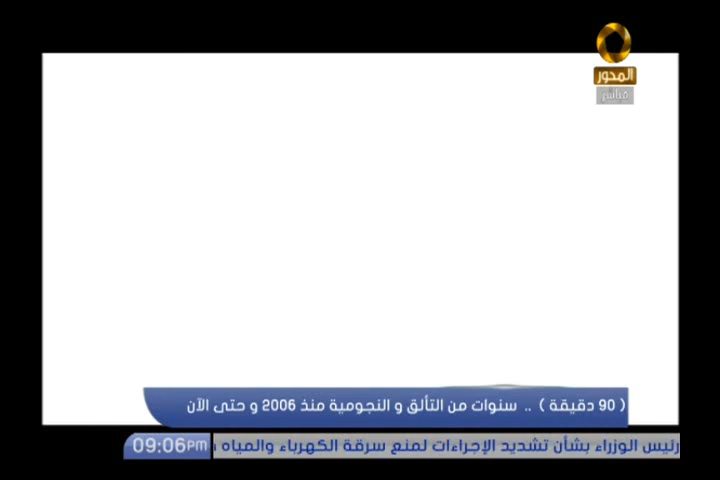 المحور
مباشر
( 90 دقيقة ) .. سنوات من التألق و النجومية منذ 2006 و حتى الآن
09:06PM
رئيس الوزراء بشأن تشديد الإجراءات لمنع سرقة الكهرباء والمياه